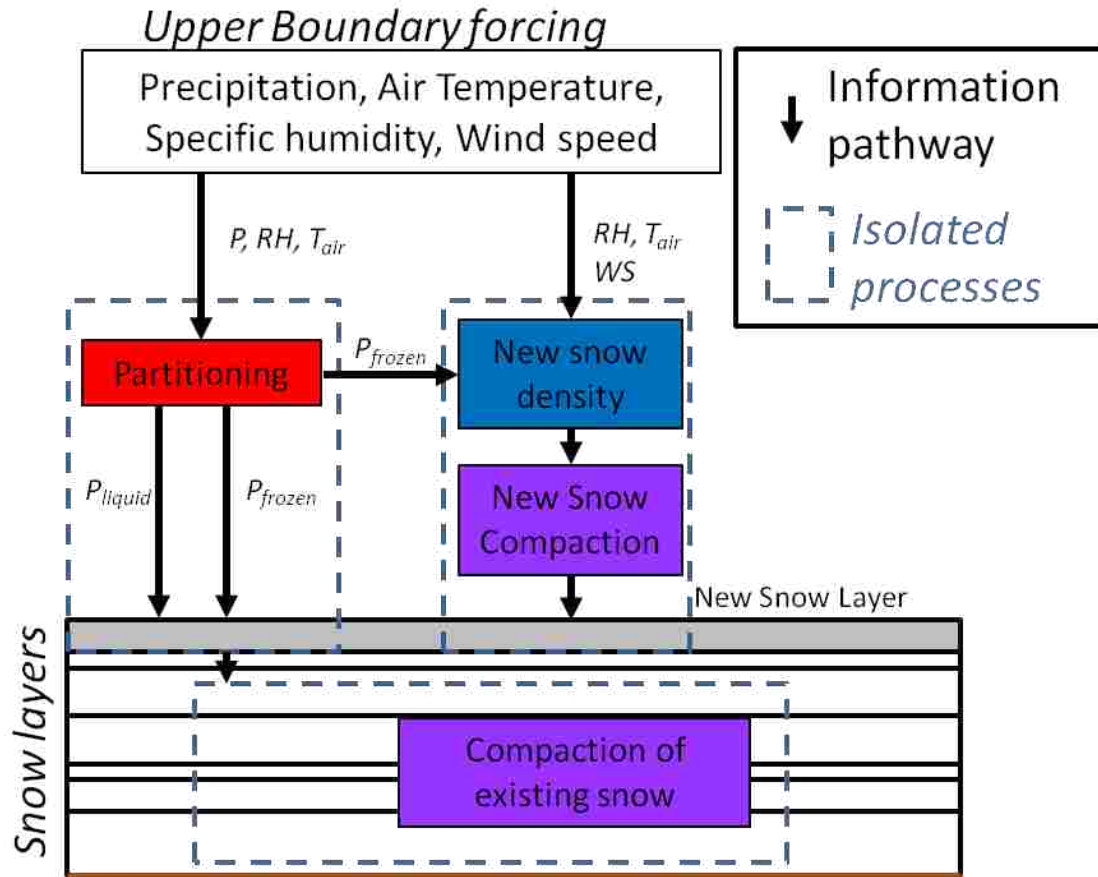 Upper Boundary forcing
Precipitation, Air Temperature,
Specific humidity, Wind speed
Information
pathway
Isolated
processes
P, RH, Tair
RH, Tair
WS
Partitioning
Pfrozen
New snow
density
Pliquid
Pfrozen
New Snow
Compaction
New Snow Layer
Snow layers
Compaction of
existing snow